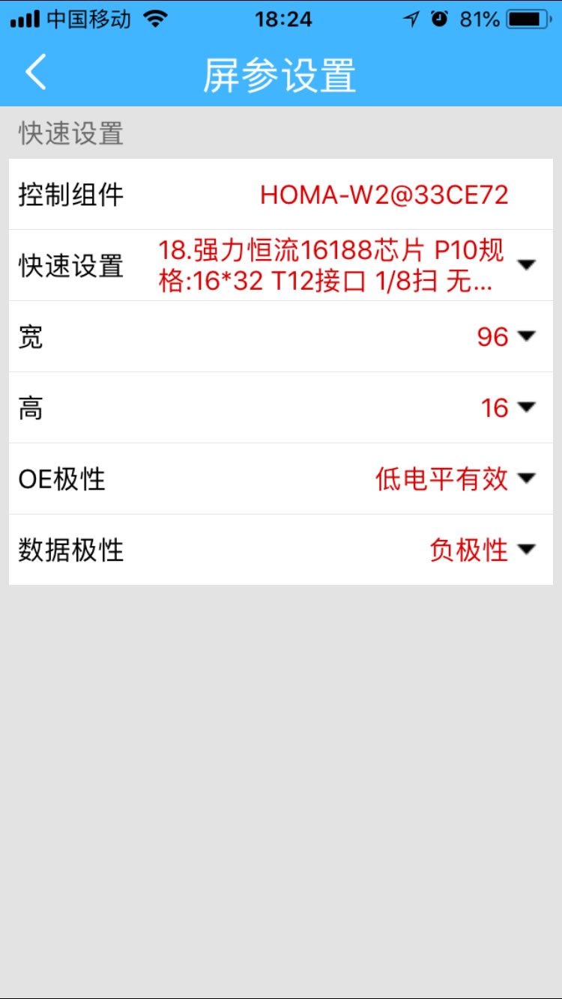 中国移动 18:24 81%
屏参设置
快速设置
控制组件 HOMA-W2@33CE72
快速设置 18.强力恒流16188芯片 P10规
格:16*32 T12接口 1/8扫 无...
宽 96
高 16
OE极性 低电平有效
数据极性 负极性